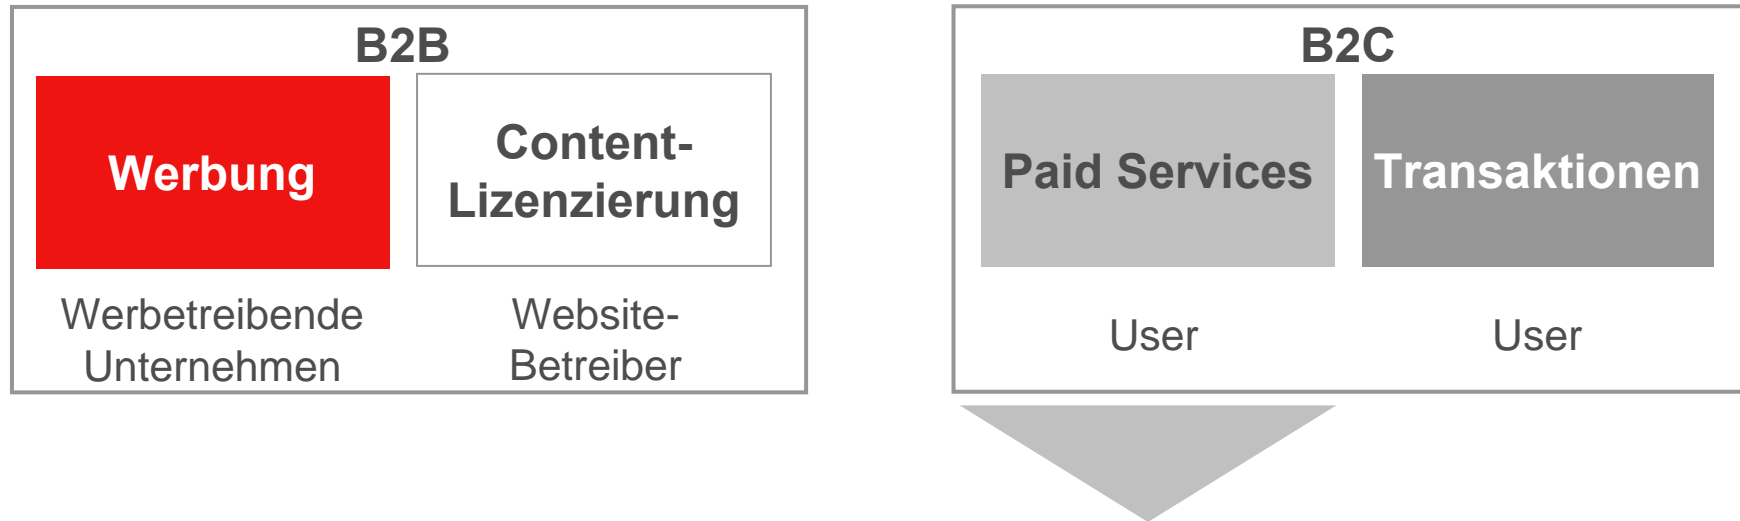 B2B
Werbung
Content-
Lizenzierung
Werbetreibende
Unternehmen
Website-
Betreiber
B2C
Paid Services
Transaktionen
User
User